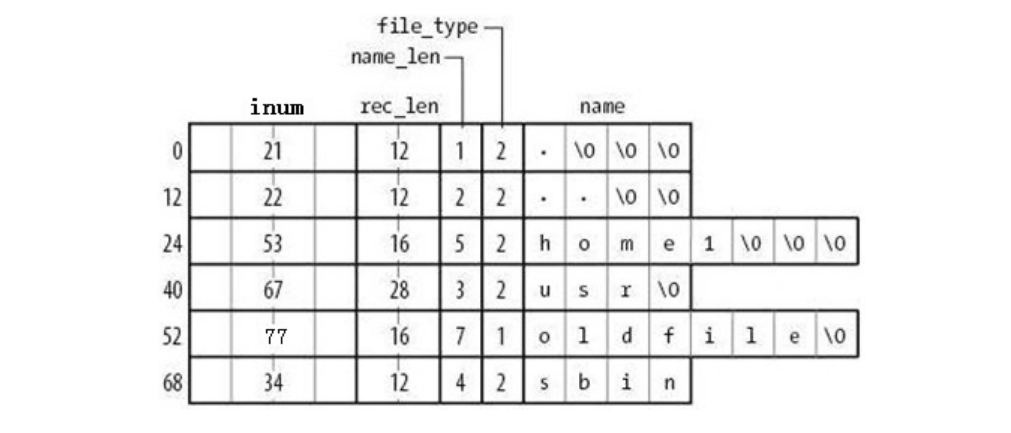 file_type
name_len
inum rec_len name
0 21 12 1 2 . \0 \0 \0
12 22 12 2 2 . . \0 \0
24 53 16 5 2 h o m e 1 \0 \0 \0
40 67 28 3 2 u s r \0
52 77 16 7 1 o l d f i l e \0
68 34 12 4 2 s b i n